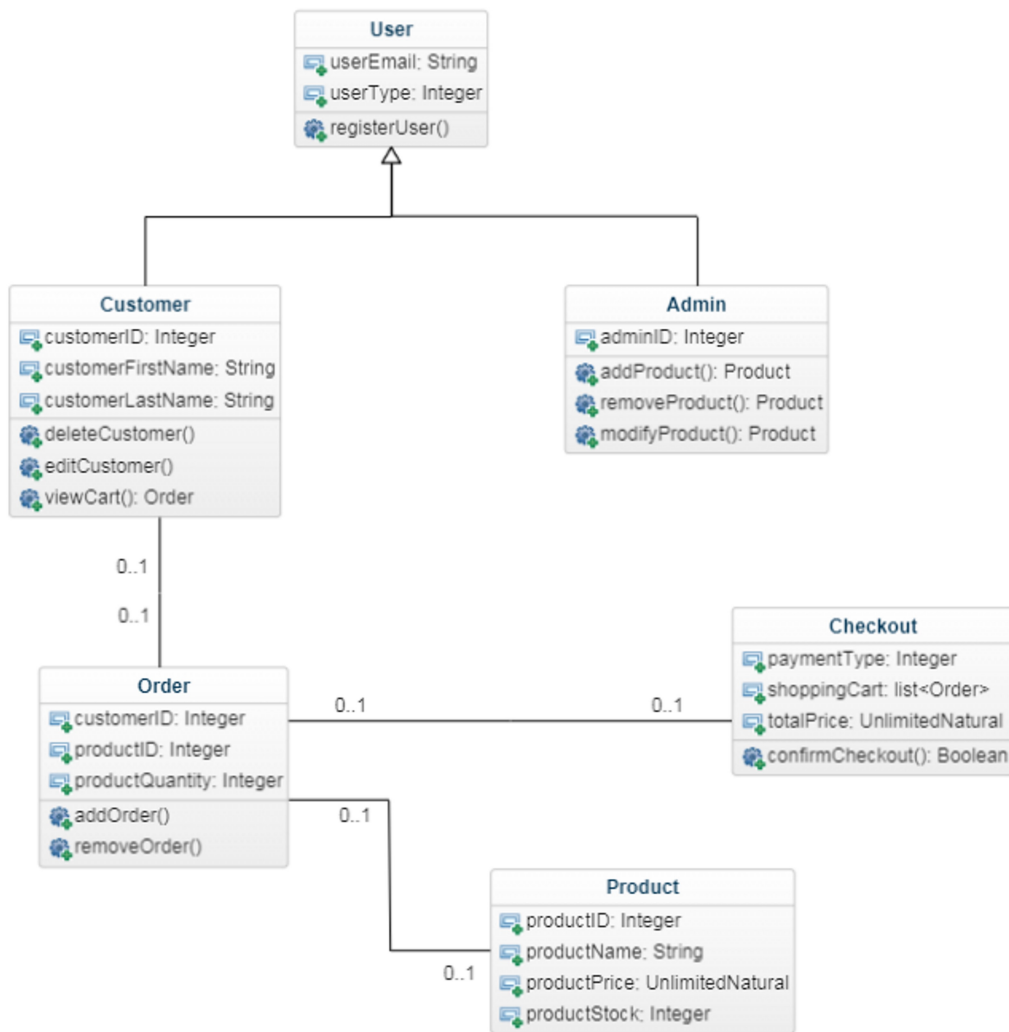 User
userEmail: String
userType: Integer
registerUser()
Customer
customerID: Integer
customerFirstName: String
customerLastName: String
deleteCustomer()
editCustomer()
viewCart(): Order
Admin
adminID: Integer
addProduct(): Product
removeProduct(): Product
modifyProduct(): Product
0..1
0..1
Order
customerID: Integer
productID: Integer
productQuantity: Integer
addOrder()
removeOrder()
0..1
0..1
Checkout
paymentType: Integer
shoppingCart: list<Order>
totalPrice: UnlimitedNatural
confirmCheckout(): Boolean
0..1
0..1
Product
productID: Integer
productName: String
productPrice: UnlimitedNatural
productStock: Integer